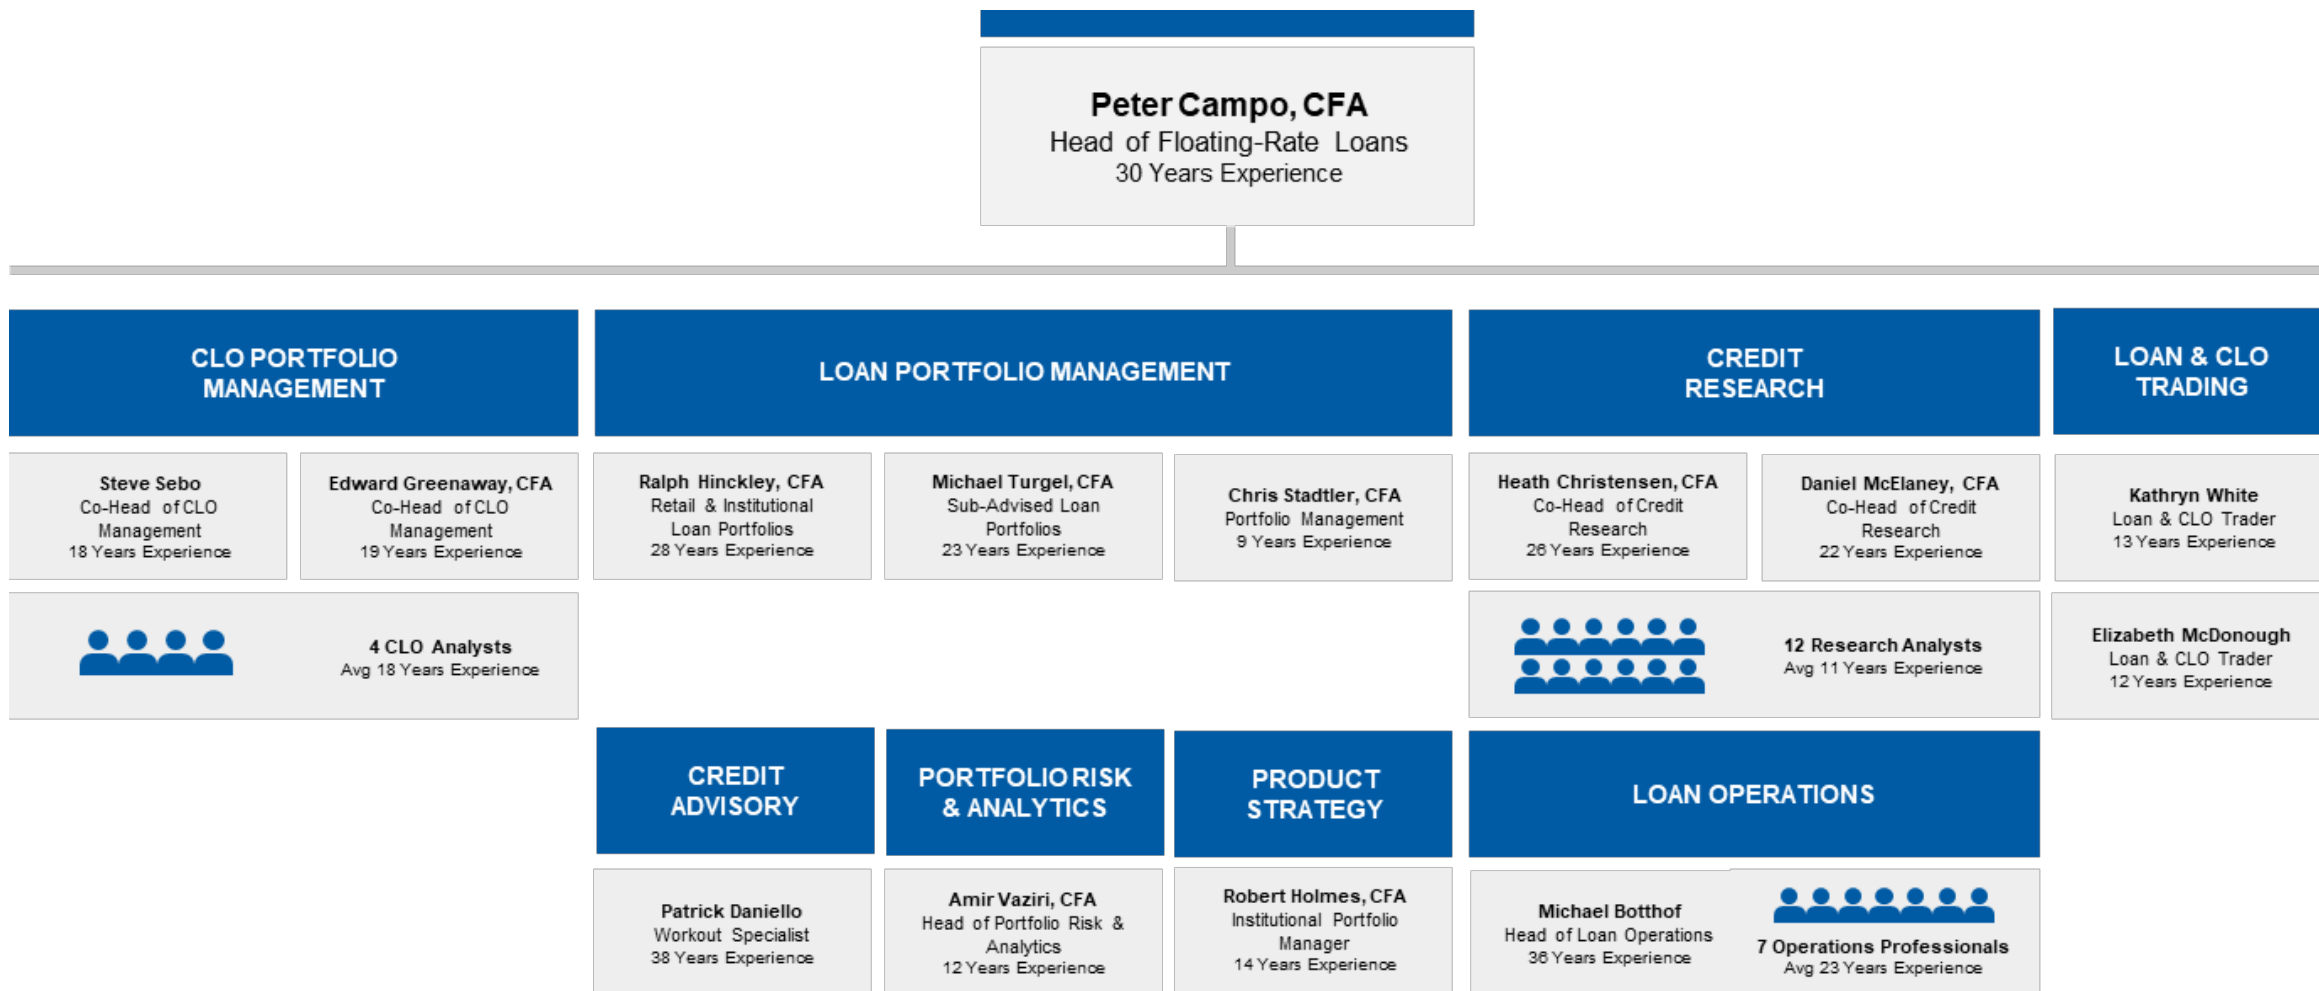 Peter Campo, CFA
Head of Floating-Rate Loans
30 Years Experience
CLO PORTFOLIO
MANAGEMENT
LOAN PORTFOLIO MANAGEMENT
CREDIT
RESEARCH
LOAN & CLO
TRADING
Steve Sebo
Co-Head of CLO
Management
18 Years Experience
Edward Greenaway, CFA
Co-Head of CLO
Management
19 Years Experience
Ralph Hinckley, CFA
Retail & Institutional
Loan Portfolios
28 Years Experience
Michael Turgel, CFA
Sub-Advised Loan
Portfolios
23 Years Experience
Chris Stadtler, CFA
Portfolio Management
9 Years Experience
Heath Christensen, CFA
Co-Head of Credit
Research
26 Years Experience
Daniel McElaney, CFA
Co-Head of Credit
Research
22 Years Experience
Kathryn White
Loan & CLO Trader
13 Years Experience
4 CLO Analysts
Avg 18 Years Experience
12 Research Analysts
Avg 11 Years Experience
Elizabeth McDonough
Loan & CLO Trader
12 Years Experience
CREDIT
ADVISORY
PORTFOLIO RISK
& ANALYTICS
PRODUCT
STRATEGY
LOAN OPERATIONS
Patrick Daniello
Workout Specialist
38 Years Experience
Amir Vaziri, CFA
Head of Portfolio Risk &
Analytics
12 Years Experience
Robert Holmes, CFA
Institutional Portfolio
Manager
14 Years Experience
Michael Botthof
Head of Loan Operations
36 Years Experience
7 Operations Professionals
Avg 23 Years Experience